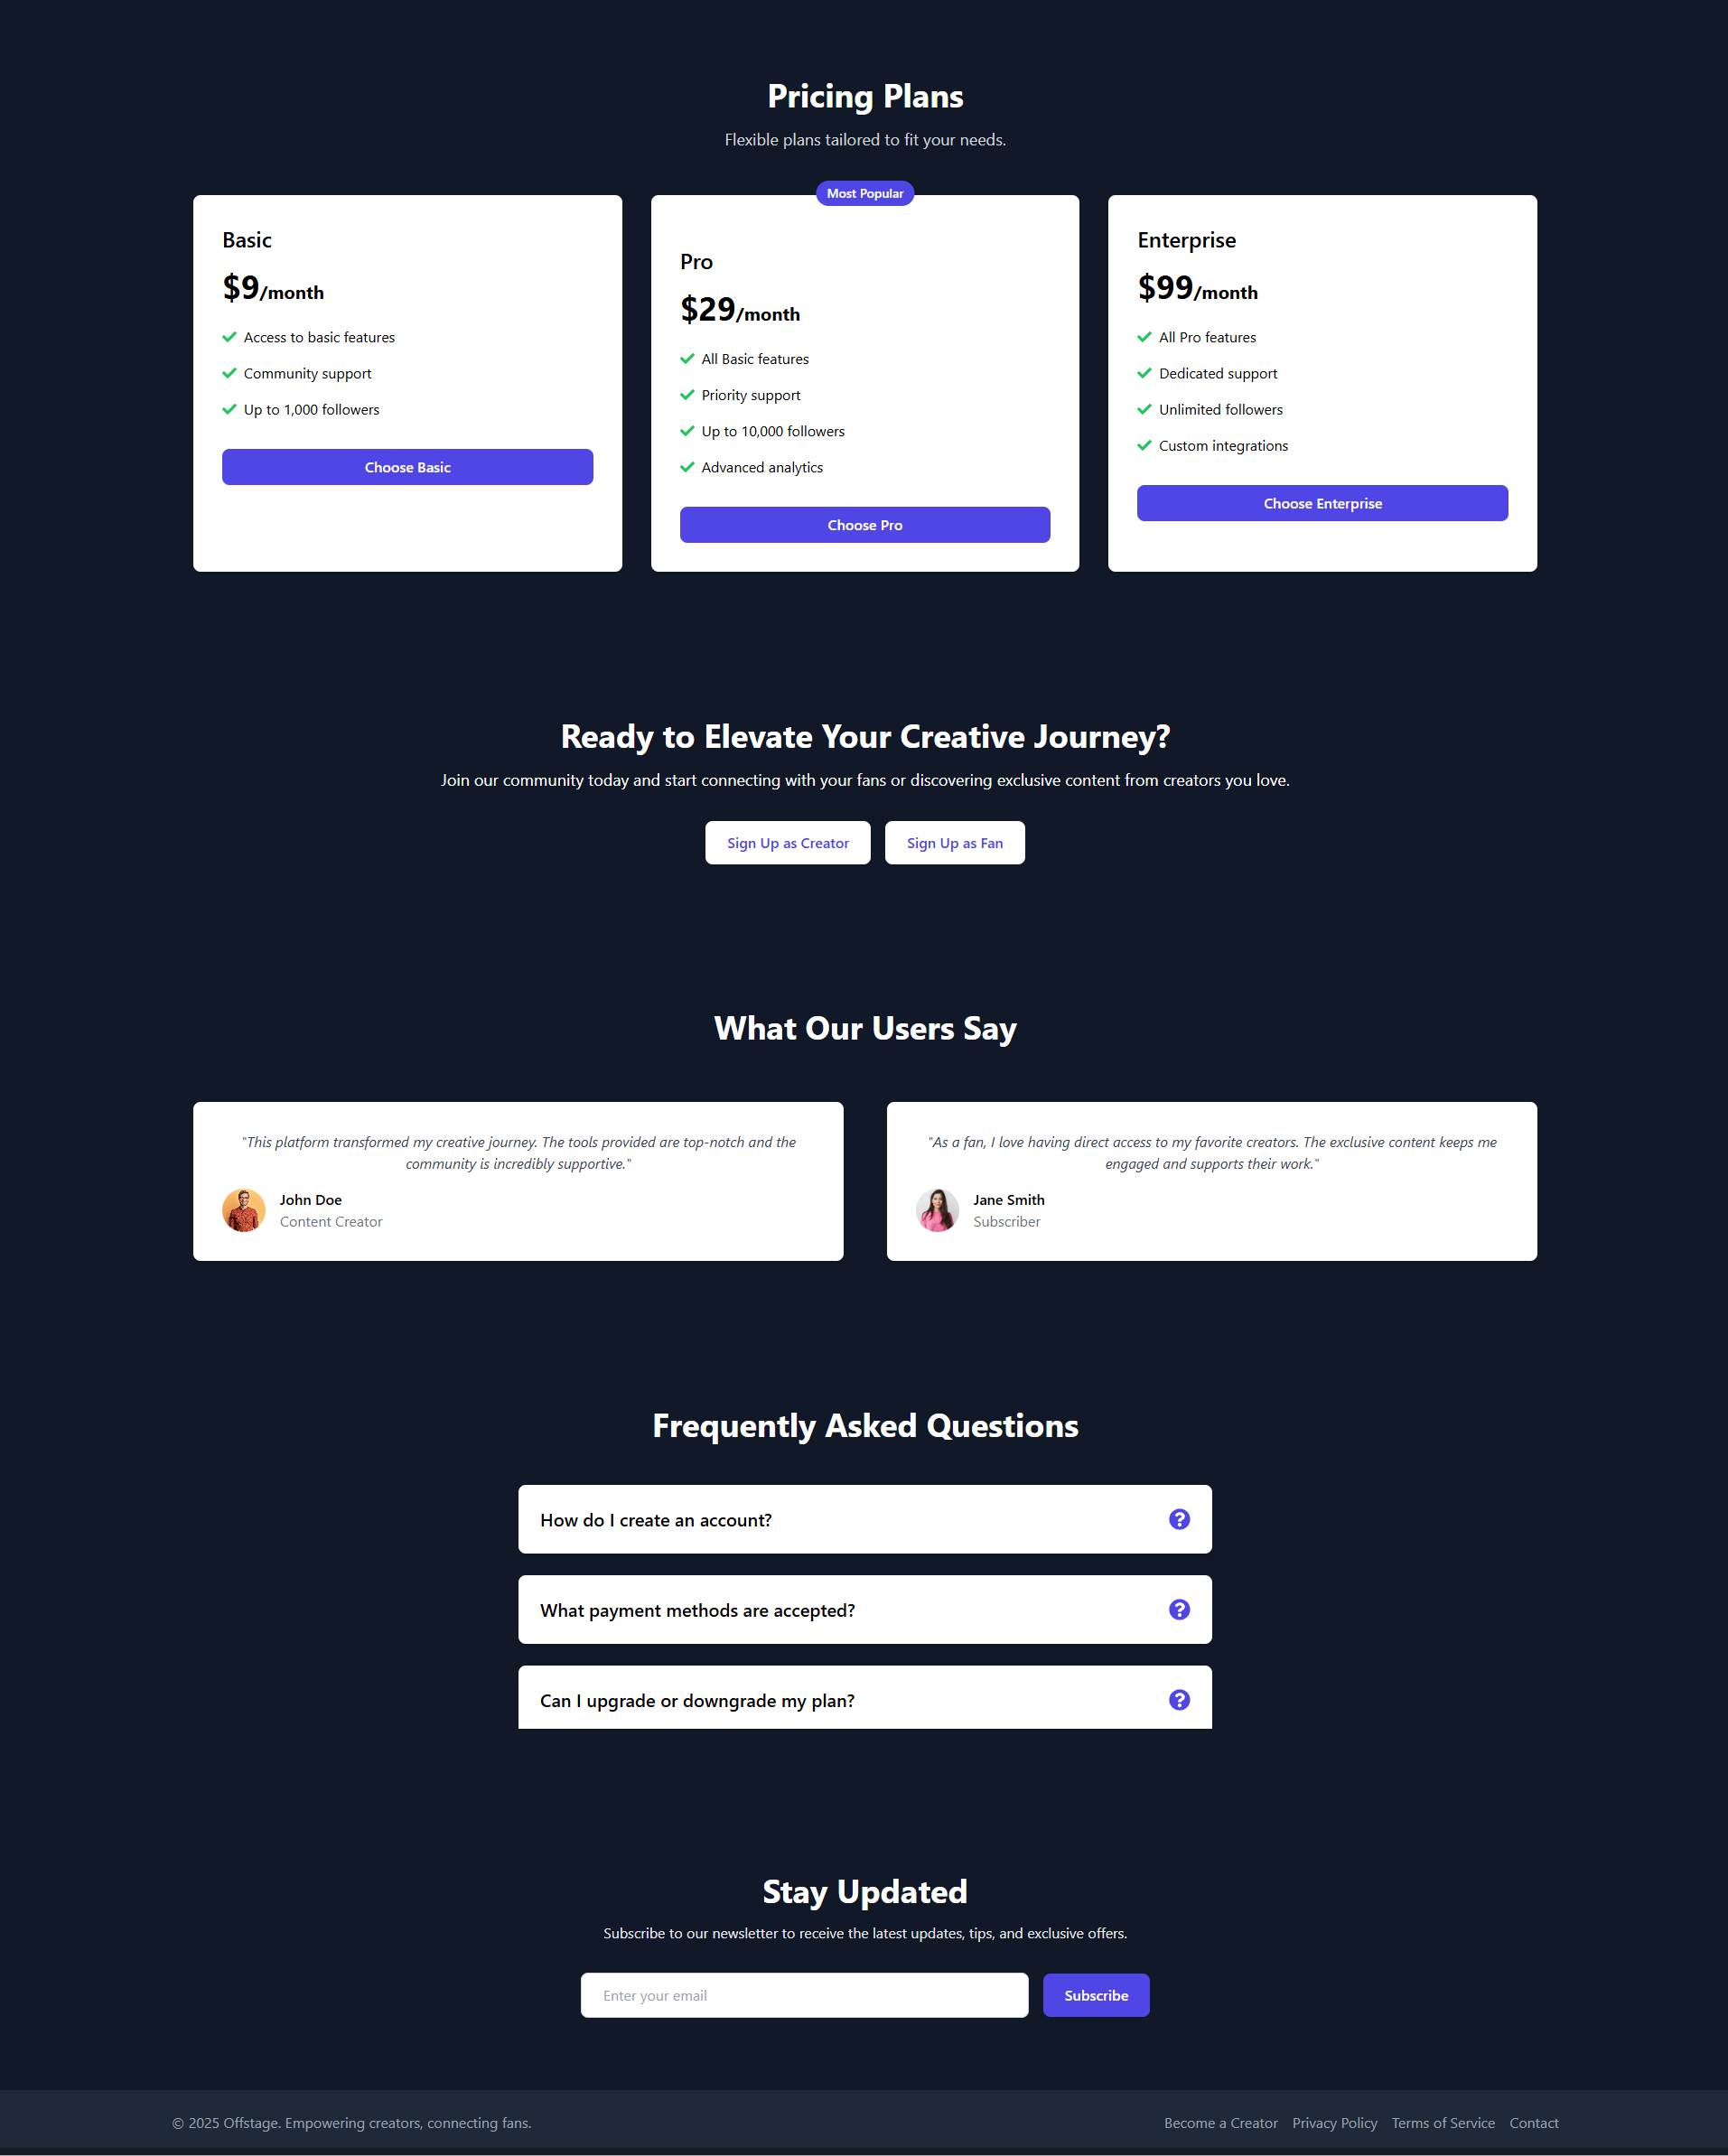 Pricing Plans
Flexible plans tailored to fit your needs.
Basic
$9/month
Access to basic features
Community support
Up to 1,000 followers
Choose Basic
Most Popular
Pro
$29/month
All Basic features
Priority support
Up to 10,000 followers
Advanced analytics
Choose Pro
Enterprise
$99/month
All Pro features
Dedicated support
Unlimited followers
Custom integrations
Choose Enterprise
Ready to Elevate Your Creative Journey?
Join our community today and start connecting with your fans or discovering exclusive content from creators you love.
Sign Up as Creator
Sign Up as Fan
What Our Users Say
"This platform transformed my creative journey. The tools provided are top-notch and the
community is incredibly supportive."
John Doe
Content Creator
"As a fan, I love having direct access to my favorite creators. The exclusive content keeps me
engaged and supports their work."
Jane Smith
Subscriber
Frequently Asked Questions
How do I create an account?
What payment methods are accepted?
Can I upgrade or downgrade my plan?
Stay Updated
Subscribe to our newsletter to receive the latest updates, tips, and exclusive offers.
Enter your email
Subscribe
© 2025 Offstage. Empowering creators, connecting fans.
Become a Creator
Privacy Policy
Terms of Service
Contact